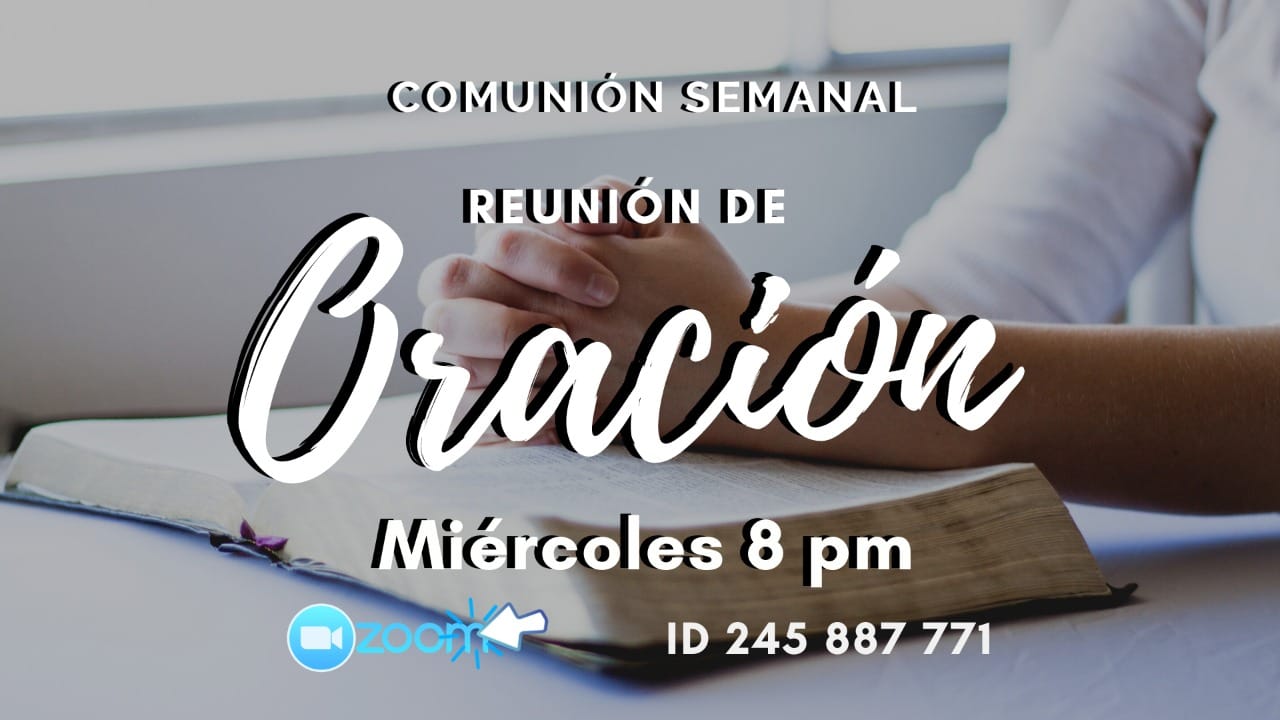 COMUNIÓN SEMANAL
REUNIÓN DE
Oración
Miércoles 8 pm
zoom
ID 245 887 771